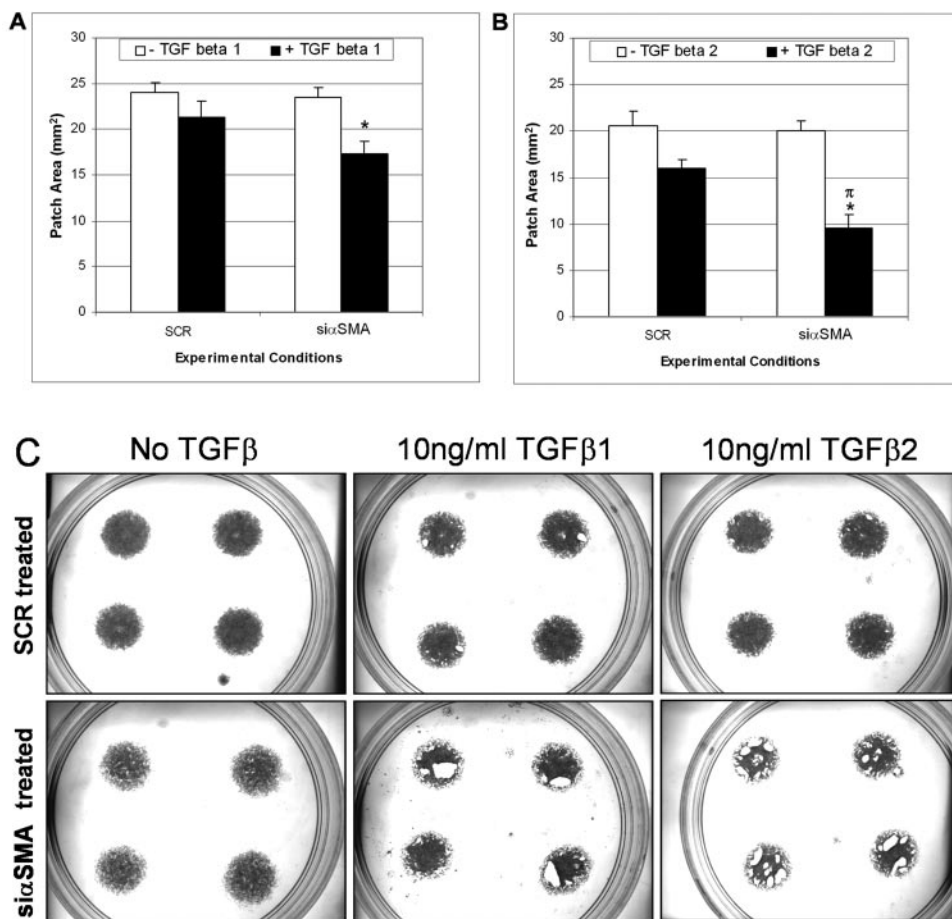 A
- TGF beta 1 + TGF beta 1
Patch Area (mm²)
30
25
20
15
10
5
0
*
SCR siαSMA
Experimental Conditions
B
- TGF beta 2 + TGF beta 2
Patch Area (mm²)
30
25
20
15
10
5
0
π
*
SCR siαSMA
Experimental Conditions
C
No TGFβ 10ng/ml TGFβ1 10ng/ml TGFβ2
SCR treated
siαSMA treated